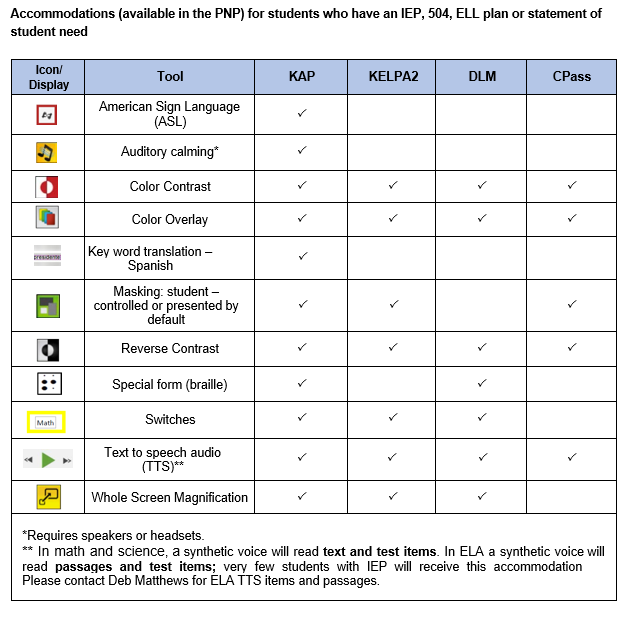 Accommodations (available in the PNP) for students who have an IEP, 504, ELL plan or statement of
student need
Icon/
Display
Tool
KAP
KELPA2
DLM
CPass
American Sign Language
(ASL)
✓
Auditory calming*
✓
Color Contrast
✓ ✓ ✓ ✓
Color Overlay
✓ ✓ ✓ ✓
presidente
Key word translation –
Spanish
✓
Masking: student –
controlled or presented by
default
✓ ✓ ✓
Reverse Contrast
✓ ✓ ✓ ✓
Special form (braille)
✓ ✓
Math
Switches
✓ ✓ ✓
Text to speech audio
(TTS)**
✓ ✓ ✓ ✓
Whole Screen Magnification
✓ ✓ ✓
*Requires speakers or headsets.
** In math and science, a synthetic voice will read text and test items. In ELA a synthetic voice will
read passages and test items; very few students with IEP will receive this accommodation
Please contact Deb Matthews for ELA TTS items and passages.